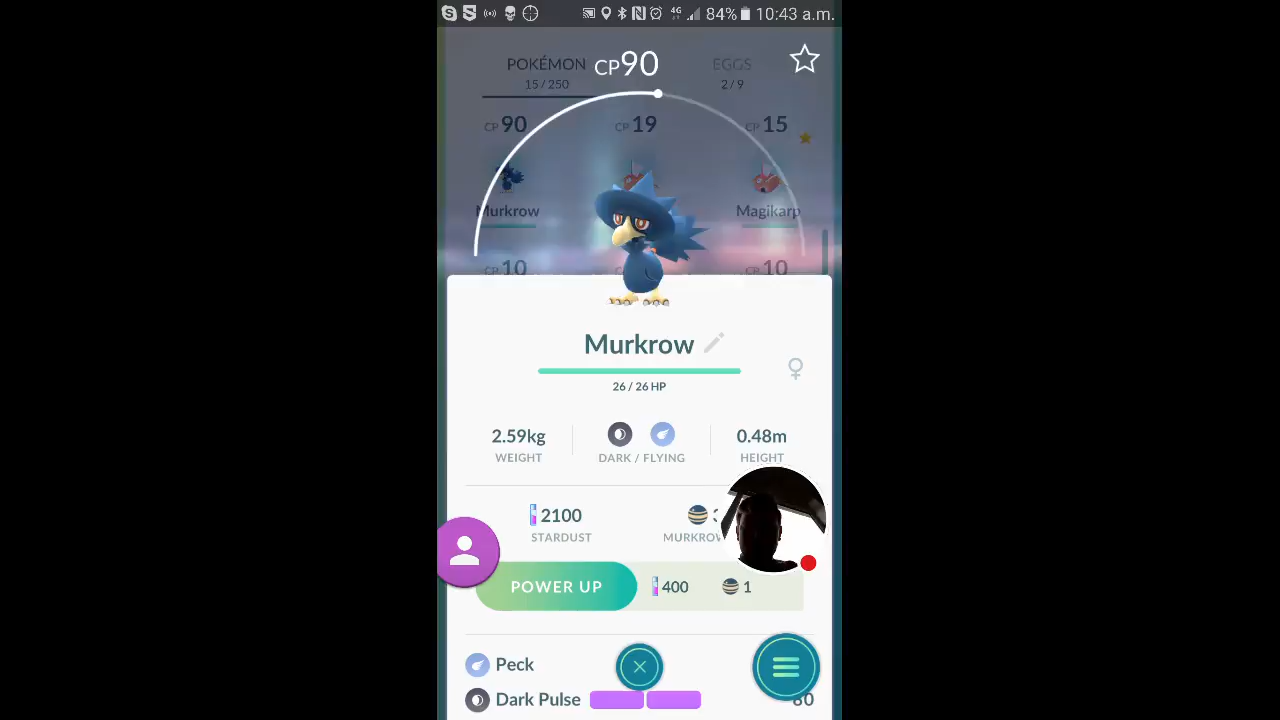 4G 84% 10:43 a.m.
POKÉMON
15 / 250
CP90
EGGS
2 / 9
CP 90
CP 19
CP 15
Murkrow
Magikarp
CP 10
CP 10
Murkrow
26 / 26 HP
2.59kg
WEIGHT
DARK / FLYING
0.48m
HEIGHT
2100
STARDUST
MURKROW
POWER UP
400
1
Peck
Dark Pulse